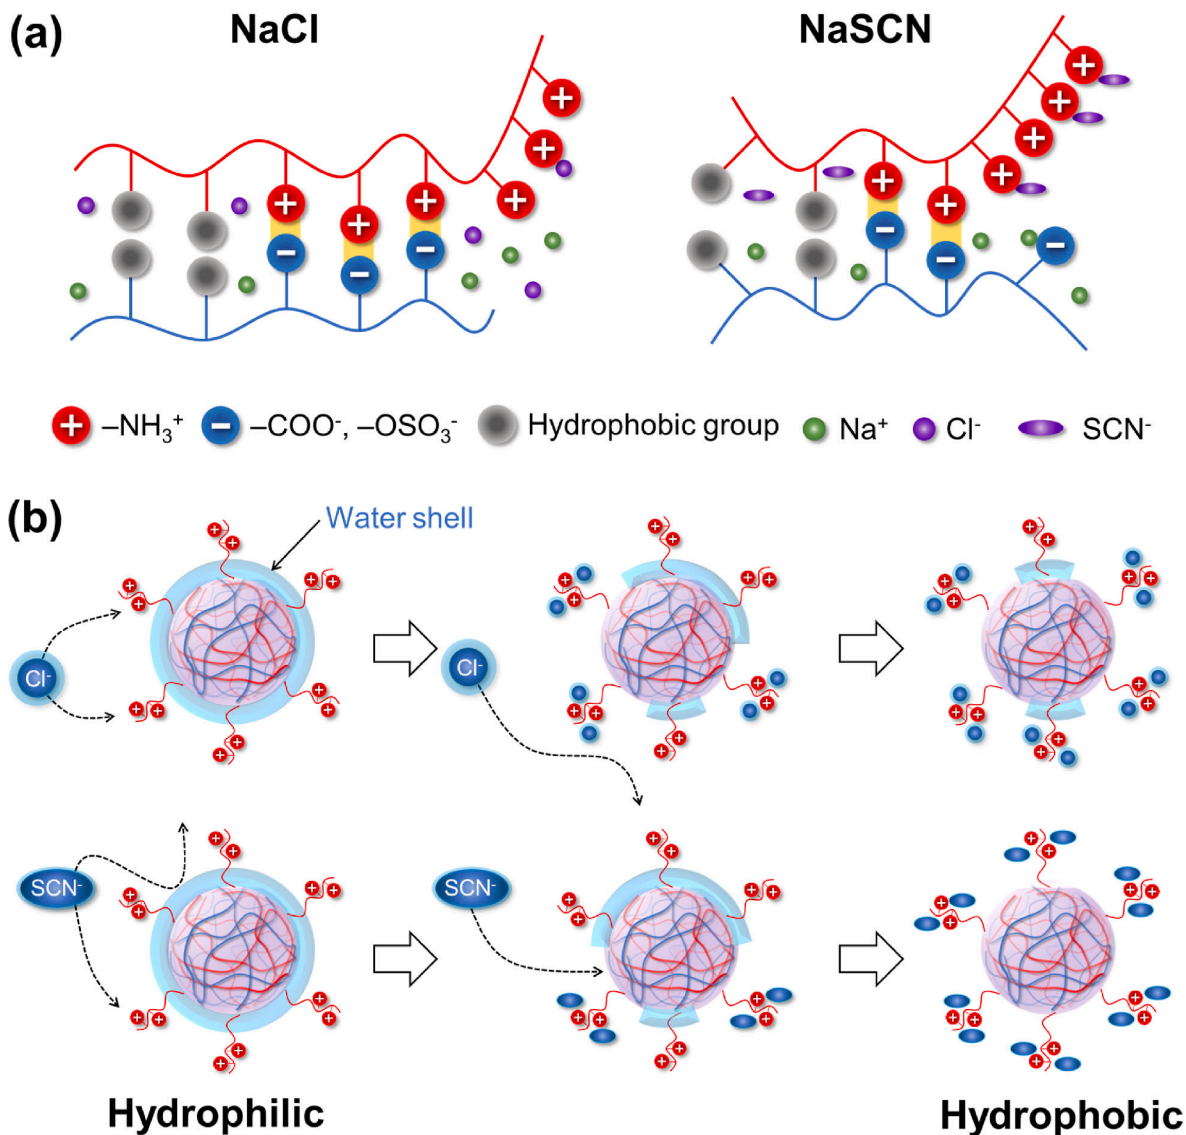 (a)
NaCl
NaSCN
–NH₃⁺
–COO⁻, –OSO₃⁻
Hydrophobic group
Na⁺
Cl⁻
SCN⁻
(b)
Water shell
Cl⁻
Cl⁻
SCN⁻
SCN⁻
Hydrophilic
Hydrophobic